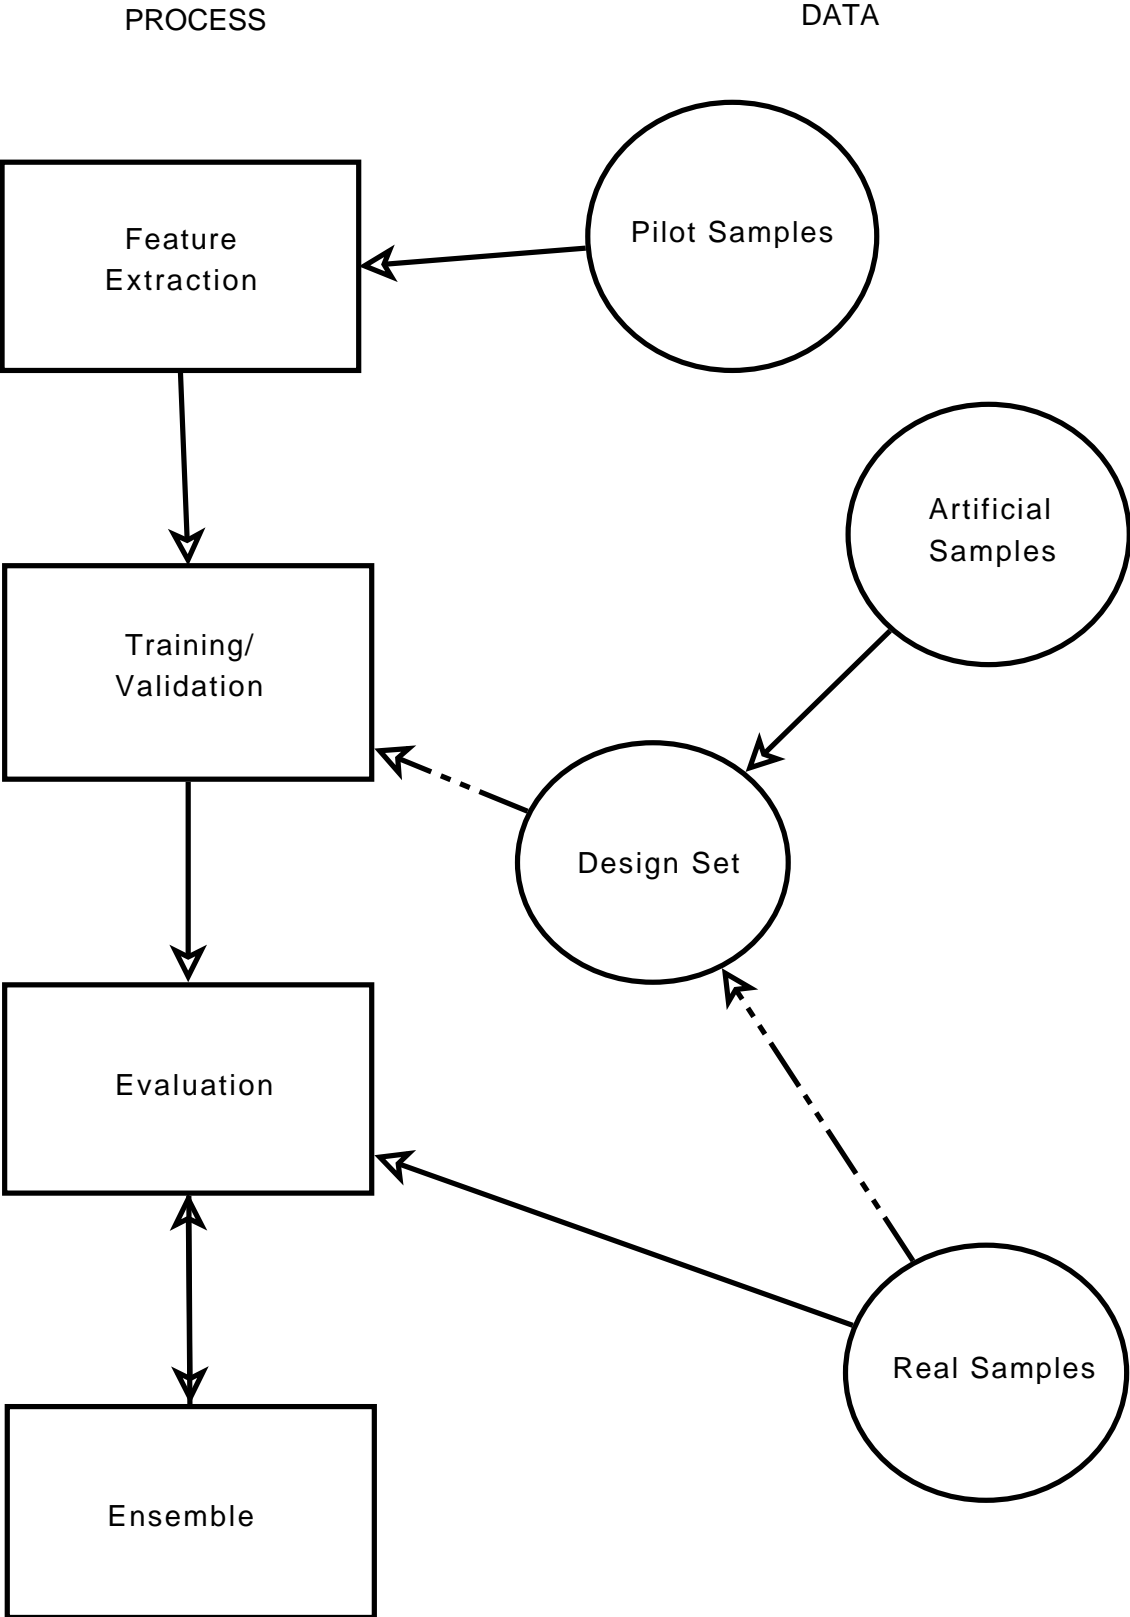 PROCESS
DATA
Pilot Samples
Feature
Extraction
Artificial
Samples
Training/
Validation
Design Set
Evaluation
Real Samples
Ensemble